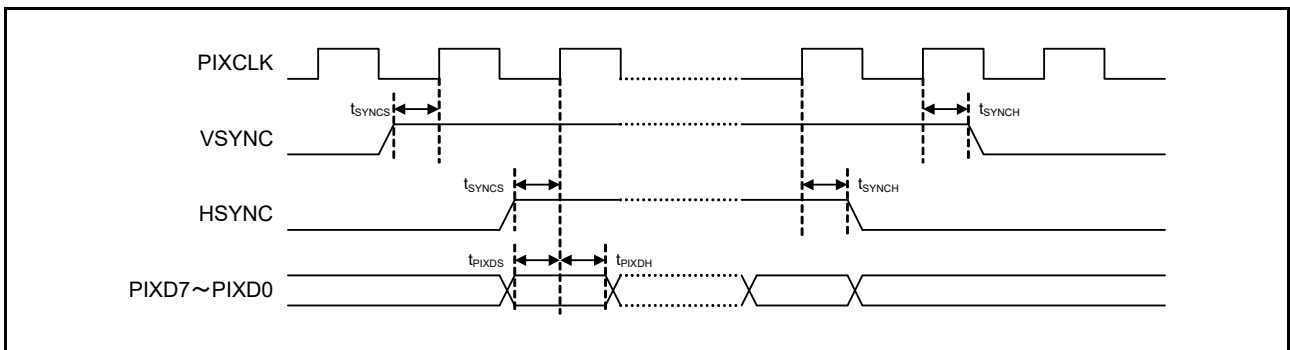 PIXCLK
tSYNCS tSYNCH
VSYNC
tSYNCS tSYNCH
HSYNC
tPIXDS tPIXDH
PIXD7～PIXD0